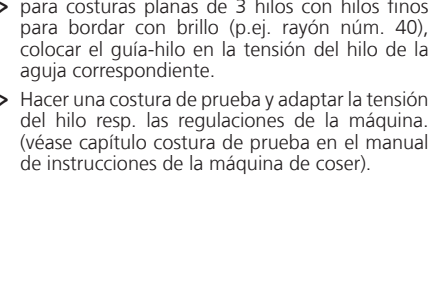 > para costuras planas de 3 hilos con hilos finos
para bordar con brillo (p.ej. rayón núm. 40),
colocar el guía-hilo en la tensión del hilo de la
aguja correspondiente.
> Hacer una costura de prueba y adaptar la tensión
del hilo resp. las regulaciones de la máquina.
(véase capítulo costura de prueba en el manual
de instrucciones de la máquina de coser).